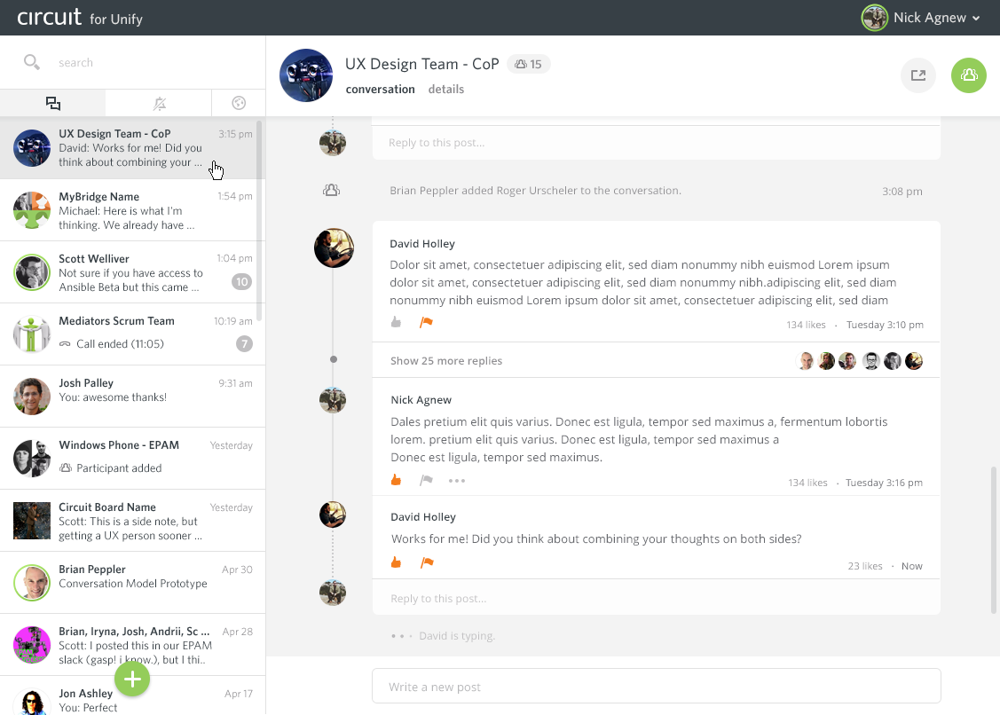 circuit for Unify
Nick Agnew
search
UX Design Team - CoP 3:15 pm
David: Works for me! Did you
think about combining your ...
MyBridge Name 1:54 pm
Michael: Here is what I'm
thinking. We already have ...
Scott Welliver 1:04 pm
Not sure if you have access to
Ansible Beta but this came ... 10
Mediators Scrum Team 10:19 am
Call ended (11:05) 7
Josh Palley 9:31 am
You: awesome thanks!
Windows Phone - EPAM Yesterday
Participant added
Circuit Board Name Yesterday
Scott: This is a side note, but
getting a UX person sooner ...
Brian Peppler Apr 30
Conversation Model Prototype
Brian, Iryna, Josh, Andrii, Sc ... Apr 28
Scott: I posted this in our EPAM
slack (gasp! i know.), but I thi..
Jon Ashley Apr 17
You: Perfect
UX Design Team - CoP 15
conversation details
Reply to this post...
Brian Peppler added Roger Urscheler to the conversation. 3:08 pm
David Holley
Dolor sit amet, consectetuer adipiscing elit, sed diam nonummy nibh euismod Lorem ipsum
dolor sit amet, consectetuer adipiscing elit, sed diam nonummy nibh.adipiscing elit, sed diam
nonummy nibh euismod Lorem ipsum dolor sit amet, consectetuer adipiscing elit, sed diam
134 likes · Tuesday 3:10 pm
Show 25 more replies
Nick Agnew
Dales pretium elit quis varius. Donec est ligula, tempor sed maximus a, fermentum lobortis
lorem. pretium elit quis varius. Donec est ligula, tempor sed maximus a
Donec est ligula, tempor sed maximus.
134 likes · Tuesday 3:16 pm
David Holley
Works for me! Did you think about combining your thoughts on both sides?
23 likes · Now
Reply to this post...
David is typing.
Write a new post